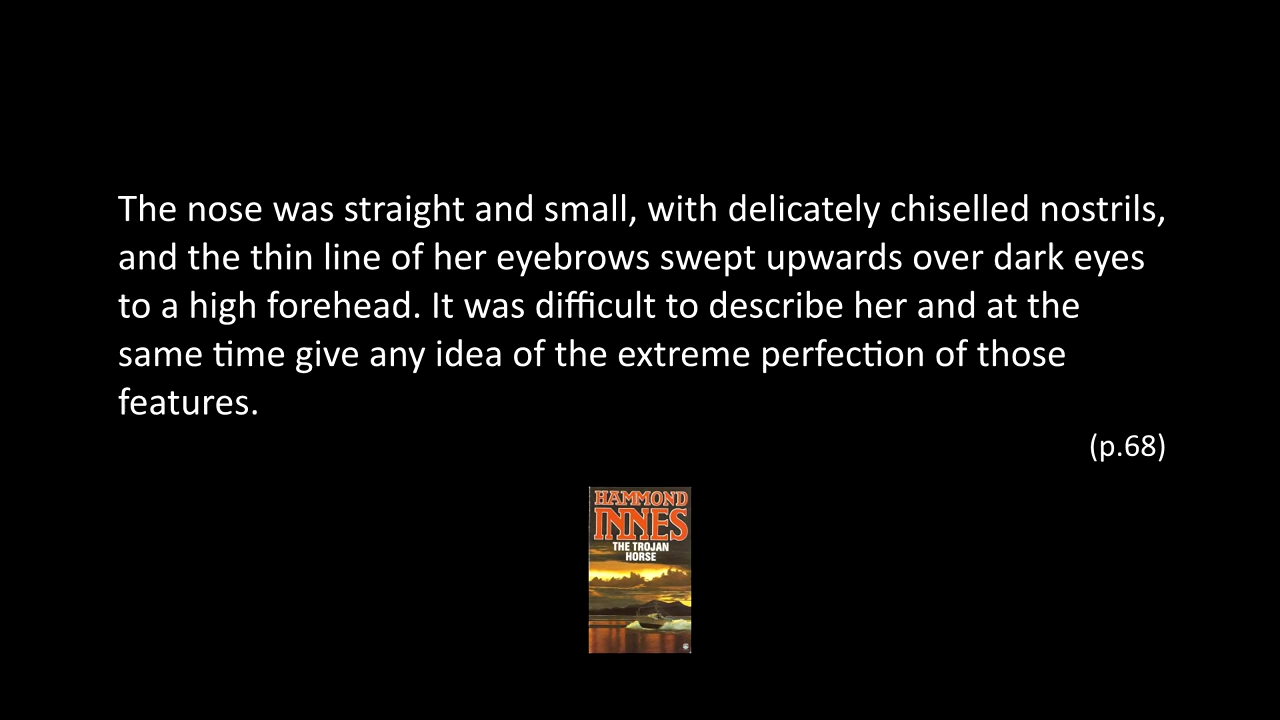 The nose was straight and small, with delicately chiselled nostrils,
and the thin line of her eyebrows swept upwards over dark eyes
to a high forehead. It was difficult to describe her and at the
same time give any idea of the extreme perfection of those
features.
(p.68)
HAMMOND
INNES
THE TROJAN
HORSE